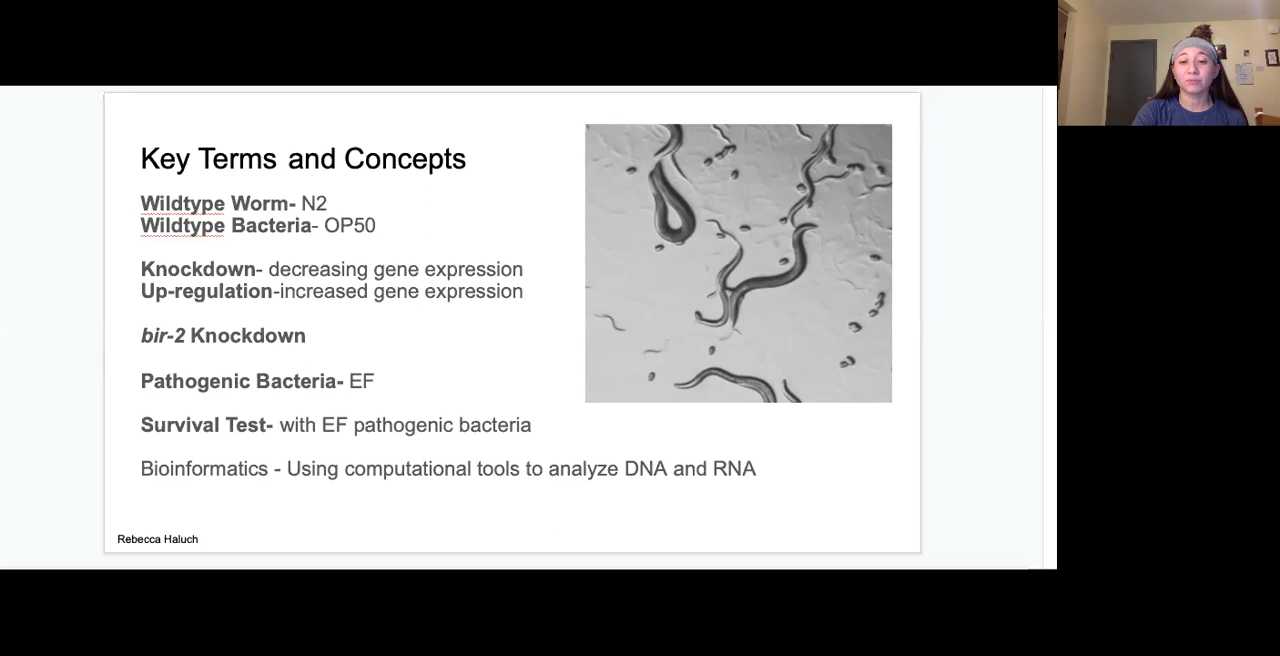 Key Terms and Concepts
Wildtype Worm- N2
Wildtype Bacteria- OP50
Knockdown- decreasing gene expression
Up-regulation-increased gene expression
bir-2 Knockdown
Pathogenic Bacteria- EF
Survival Test- with EF pathogenic bacteria
Bioinformatics - Using computational tools to analyze DNA and RNA
Rebecca Haluch